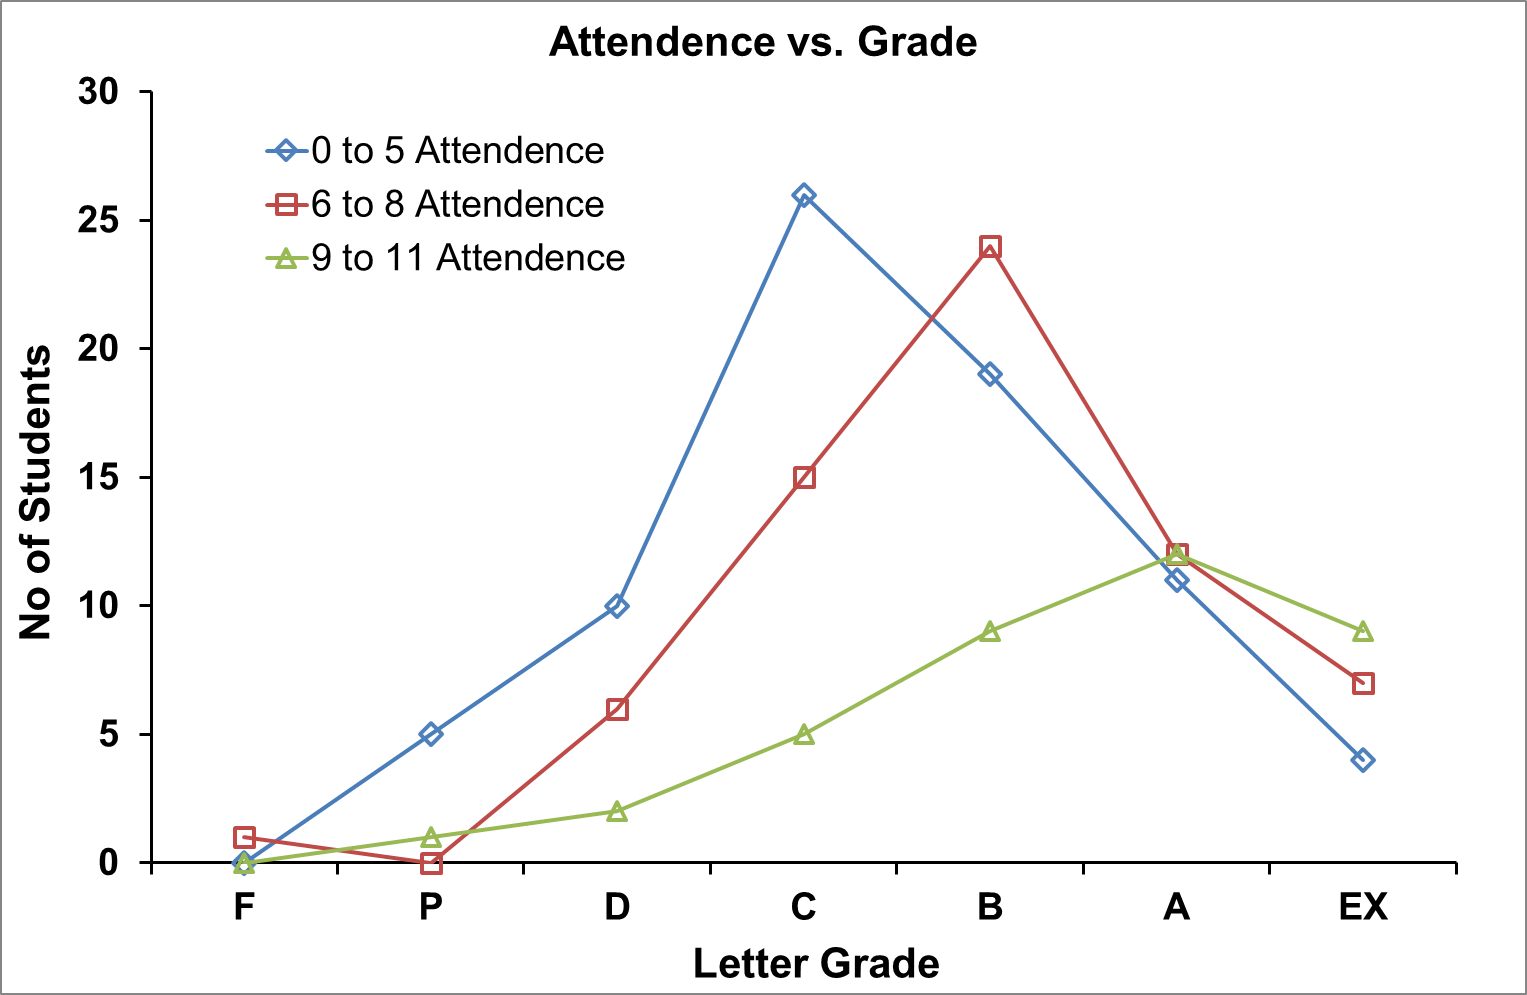 Attendence vs. Grade
30
25
20
15
10
5
0
No of Students
0 to 5 Attendence
6 to 8 Attendence
9 to 11 Attendence
F P D C B A EX
Letter Grade